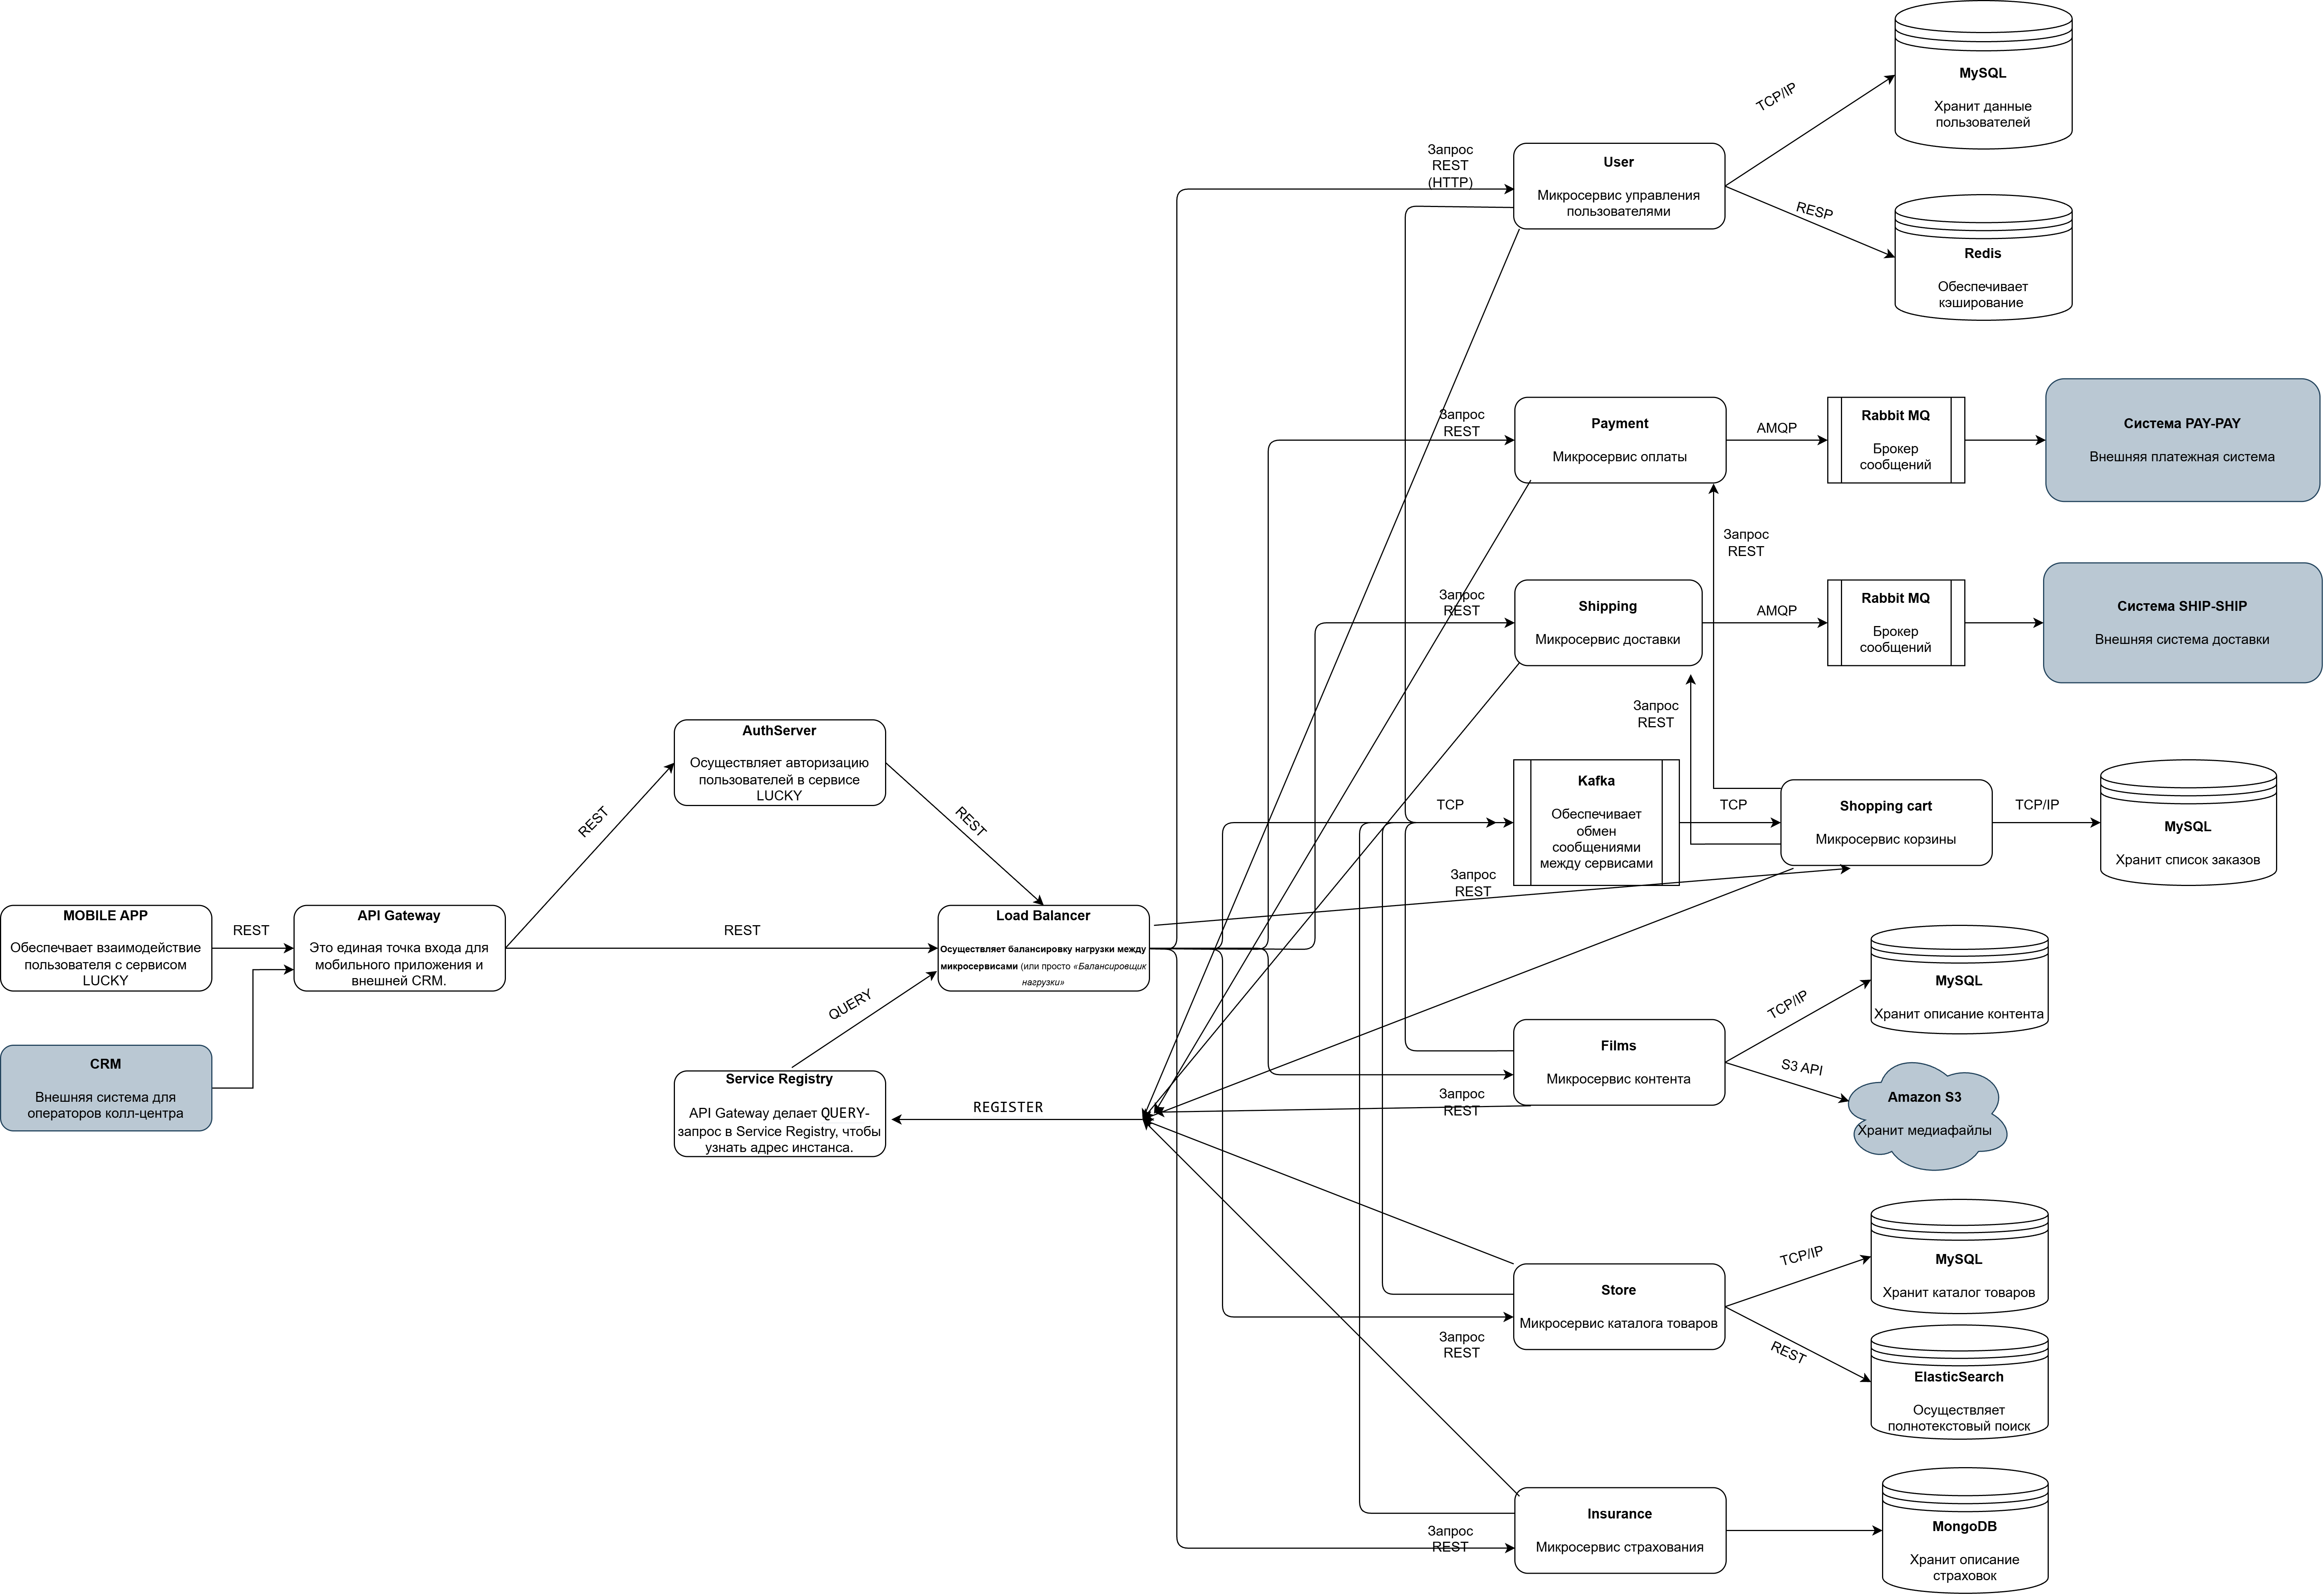 MySQL
Хранит данные
пользователей
TCP/IP
Запрос
REST
(HTTP)
User
Микросервис управления
пользователями
RESP
Redis
Обеспечивает
кэширование
Запрос
REST
Payment
Микросервис оплаты
AMQP
Rabbit MQ
Брокер
сообщений
Система PAY-PAY
Внешняя платежная система
Запрос
REST
Запрос
REST
Shipping
Микросервис доставки
AMQP
Rabbit MQ
Брокер
сообщений
Система SHIP-SHIP
Внешняя система доставки
Запрос
REST
AuthServer
Осуществляет авторизацию
пользователей в сервисе
LUCKY
REST
REST
TCP
Kafka
Обеспечивает
обмен
сообщениями
между сервисами
TCP
Shopping cart
Микросервис корзины
TCP/IP
MySQL
Хранит список заказов
Запрос
REST
MOBILE APP
Обеспечвает взаимодействие
пользователя с сервисом
LUCKY
REST
API Gateway
Это единая точка входа для
мобильного приложения и
внешней CRM.
REST
Load Balancer
Осуществляет балансировку нагрузки между
микросервисами (или просто «Балансировщик
нагрузки»
QUERY
CRM
Внешняя система для
операторов колл-центра
Service Registry
API Gateway делает QUERY-
запрос в Service Registry, чтобы
узнать адрес инстанса.
REGISTER
Films
Микросервис контента
Запрос
REST
TCP/IP
MySQL
Хранит описание контента
S3 API
Amazon S3
Хранит медиафайлы
Store
Микросервис каталога товаров
Запрос
REST
TCP/IP
MySQL
Хранит каталог товаров
REST
ElasticSearch
Осуществляет
полнотекстовый поиск
Запрос
REST
Insurance
Микросервис страхования
MongoDB
Хранит описание
страховок